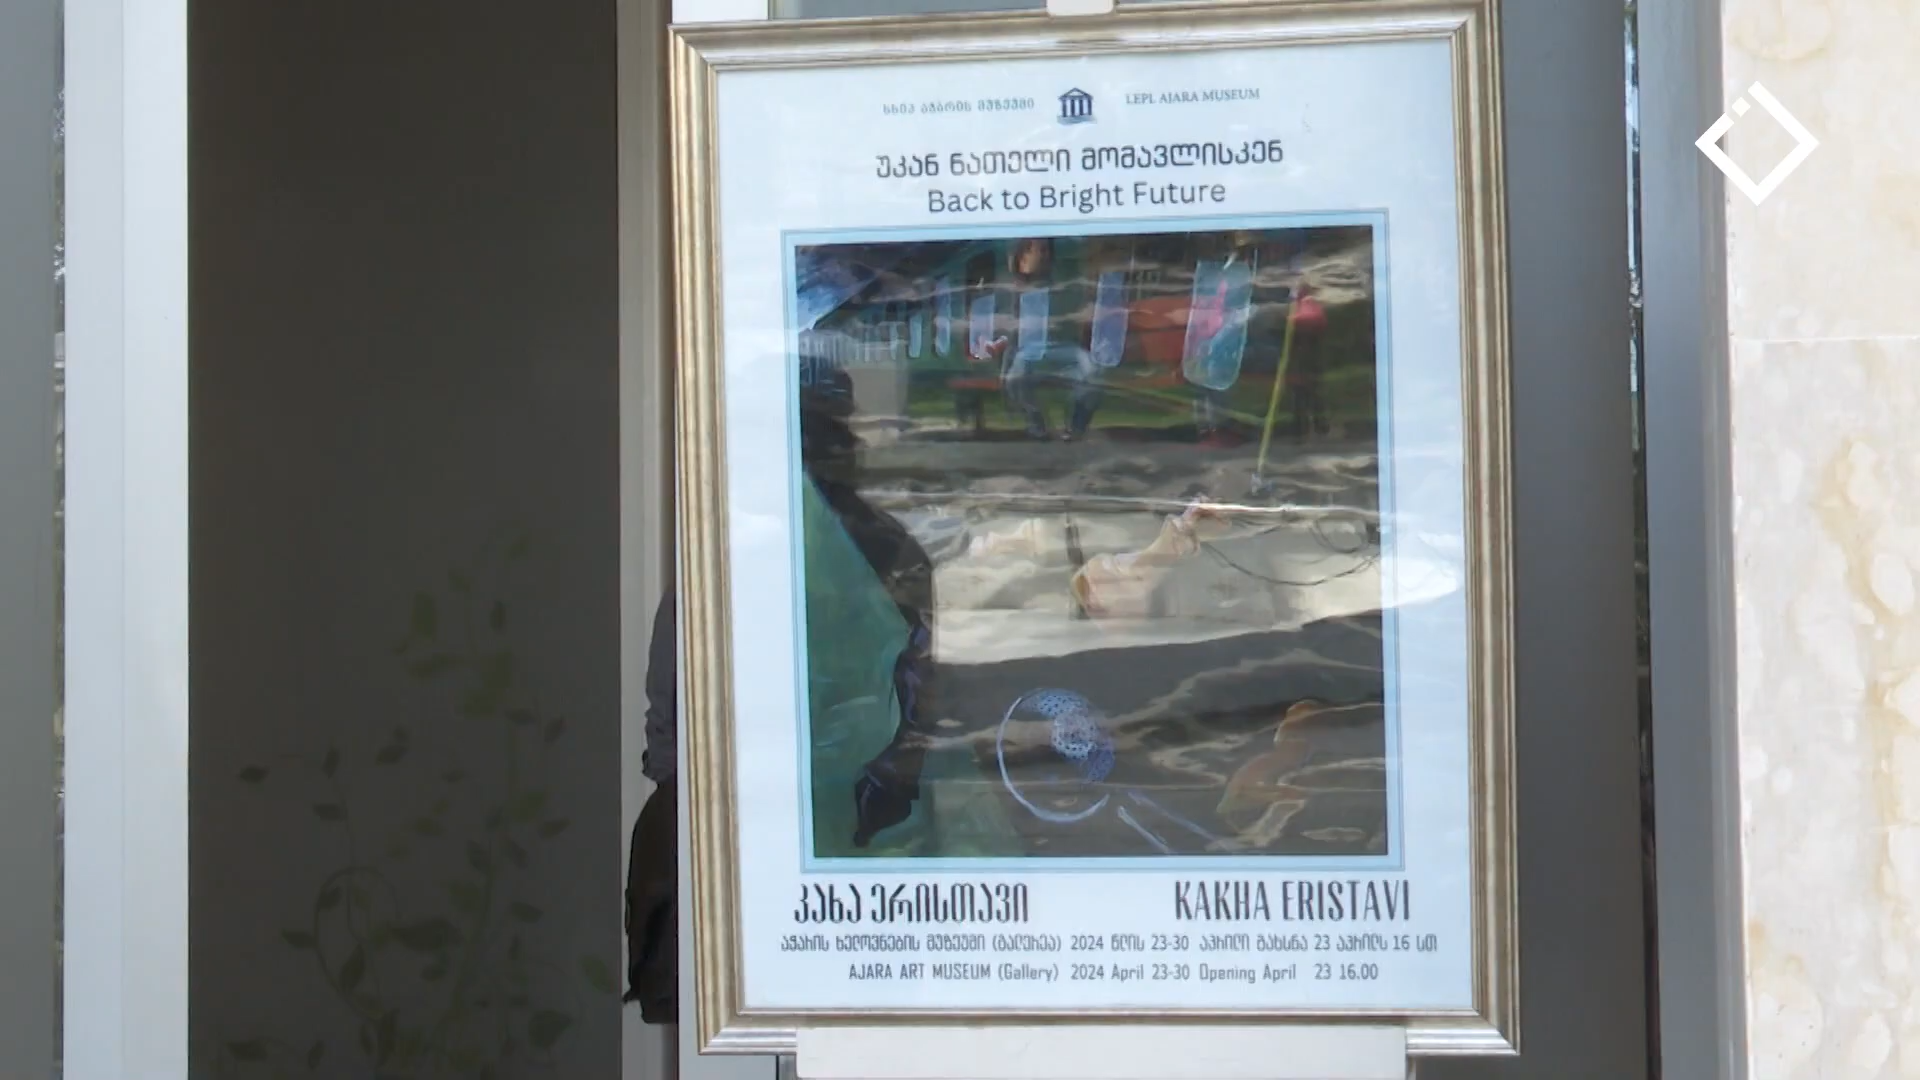 სსიპ აჭარის მუზეუმი LEPL AJARA MUSEUM
უკან ნათელი მომავლისკენ
Back to Bright Future
კახა ერისთავი KAKHA ERISTAVI
აჭარის ხელოვნების მუზეუმი (გალერეა) 2024 წლის 23-30 აპრილი გახსნა 23 აპრილს 16 სთ
AJARA ART MUSEUM (Gallery) 2024 April 23-30 Opening April 23 16.00